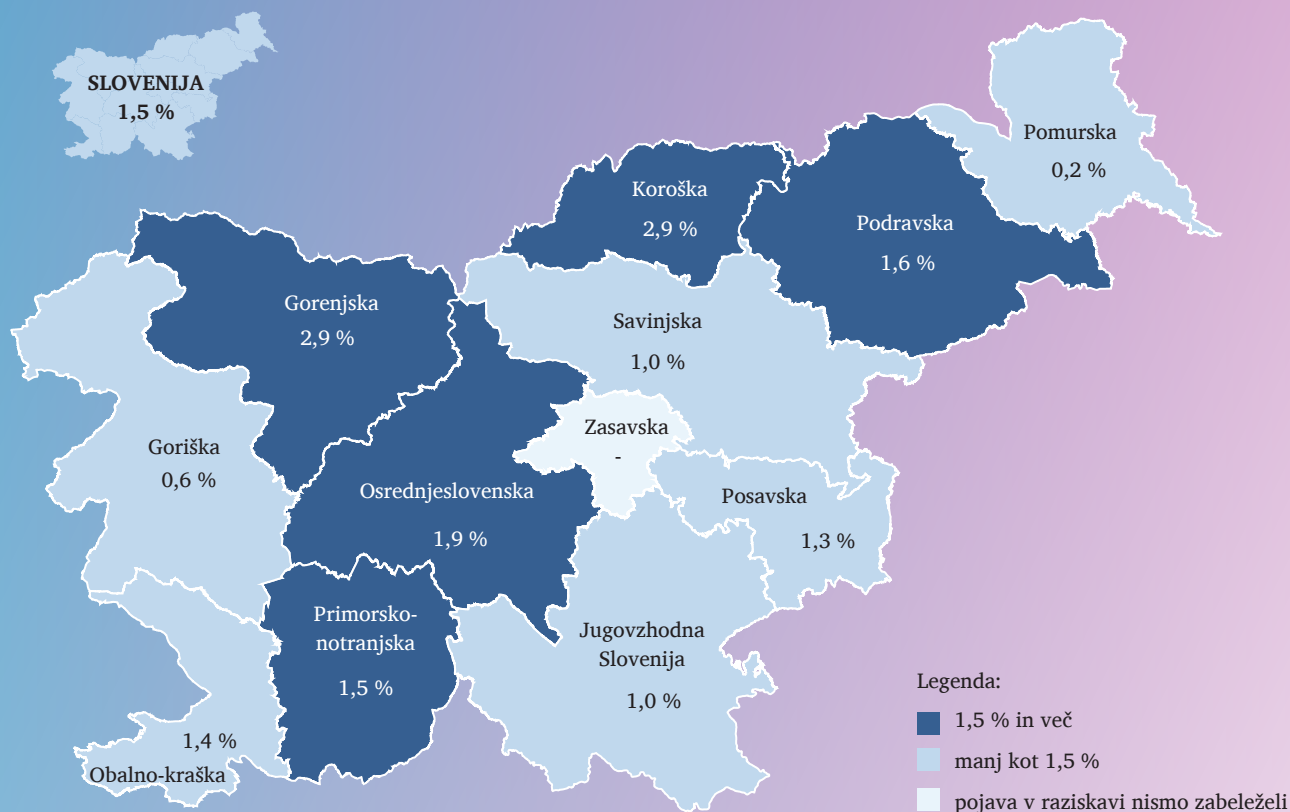 SLOVENIJA
1,5 %
Pomurska
0,2 %
Koroška
2,9 %
Podravska
1,6 %
Gorenjska
2,9 %
Savinjska
1,0 %
Zasavska
-
Goriška
0,6 %
Osrednjeslovenska
1,9 %
Posavska
1,3 %
Primorsko-
notranjska
1,5 %
Jugovzhodna
Slovenija
1,0 %
1,4 %
Obalno-kraška
Legenda:
1,5 % in več
manj kot 1,5 %
pojava v raziskavi nismo zabeleželi